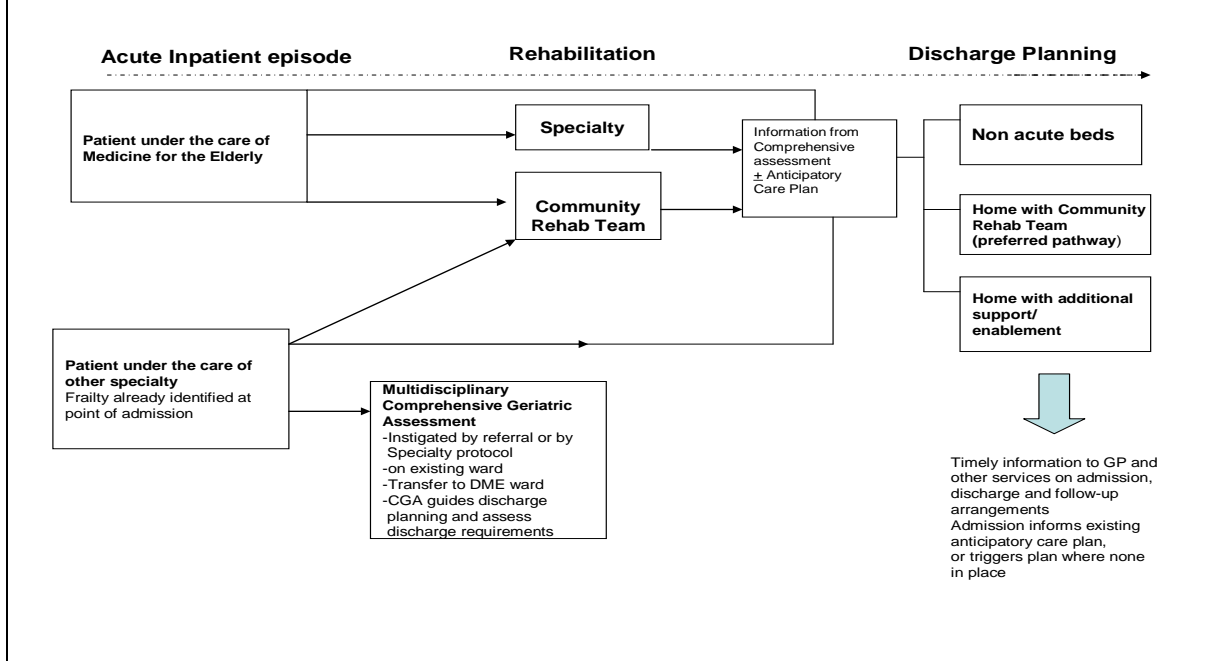 Acute Inpatient episode
Rehabilitation
Discharge Planning
Patient under the care of
Medicine for the Elderly
Specialty
Community
Rehab Team
Information from
Comprehensive
assessment
+ Anticipatory
Care Plan
Non acute beds
Home with Community
Rehab Team
(preferred pathway)
Home with additional
support/
enablement
Patient under the care of
other specialty
Frailty already identified at
point of admission
Multidisciplinary
Comprehensive Geriatric
Assessment
-Instigated by referral or by
Specialty protocol
-on existing ward
-Transfer to DME ward
-CGA guides discharge
planning and assess
discharge requirements
Timely information to GP and
other services on admission,
discharge and follow-up
arrangements
Admission informs existing
anticipatory care plan,
or triggers plan where none
in place